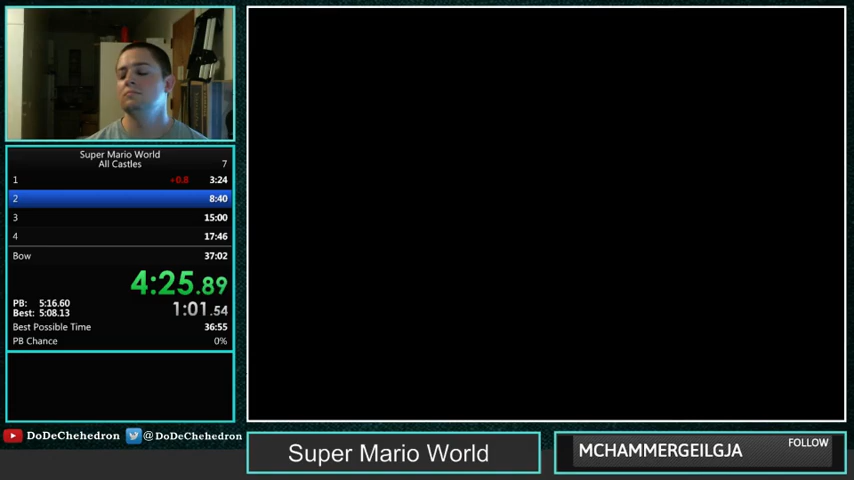 Super Mario World
All Castles 7
1 +0.8 3:24
2 8:40
3 15:00
4 17:46
Bow 37:02
4:25.89
PB: 5:16.60
Best: 5:08.13
1:01.54
Best Possible Time 36:55
PB Chance 0%
DoDeChehedron @DoDeChehedron
Super Mario World
MCHAMMERGEILGJA FOLLOW